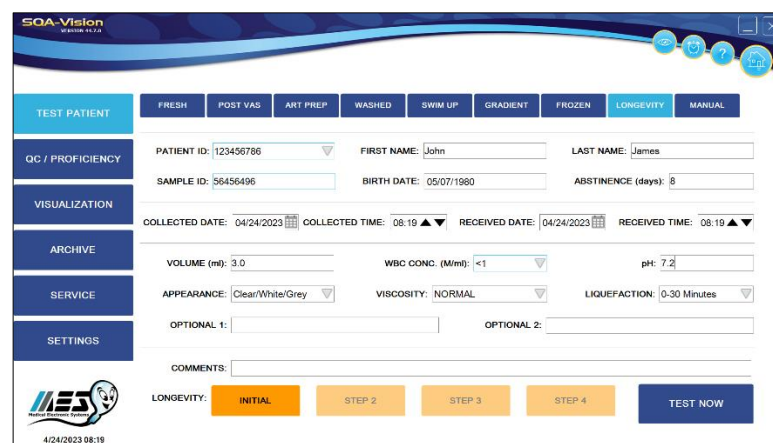 SQA-Vision
VERSION 44.7.0
TEST PATIENT
QC / PROFICIENCY
VISUALIZATION
ARCHIVE
SERVICE
SETTINGS
MES
Medical Electronic Systems
4/24/2023 08:19
FRESH POST VAS ART PREP WASHED SWIM UP GRADIENT FROZEN LONGEVITY MANUAL
PATIENT ID: 123456786 FIRST NAME: John LAST NAME: James
SAMPLE ID: 56456496 BIRTH DATE: 05/07/1980 ABSTINENCE (days): 8
COLLECTED DATE: 04/24/2023 COLLECTED TIME: 08:19 RECEIVED DATE: 04/24/2023 RECEIVED TIME: 08:19
VOLUME (ml): 3.0 WBC CONC. (M/ml): <1 pH: 7.2
APPEARANCE: Clear/White/Grey VISCOSITY: NORMAL LIQUEFACTION: 0-30 Minutes
OPTIONAL 1: OPTIONAL 2:
COMMENTS:
LONGEVITY: INITIAL STEP 2 STEP 3 STEP 4 TEST NOW